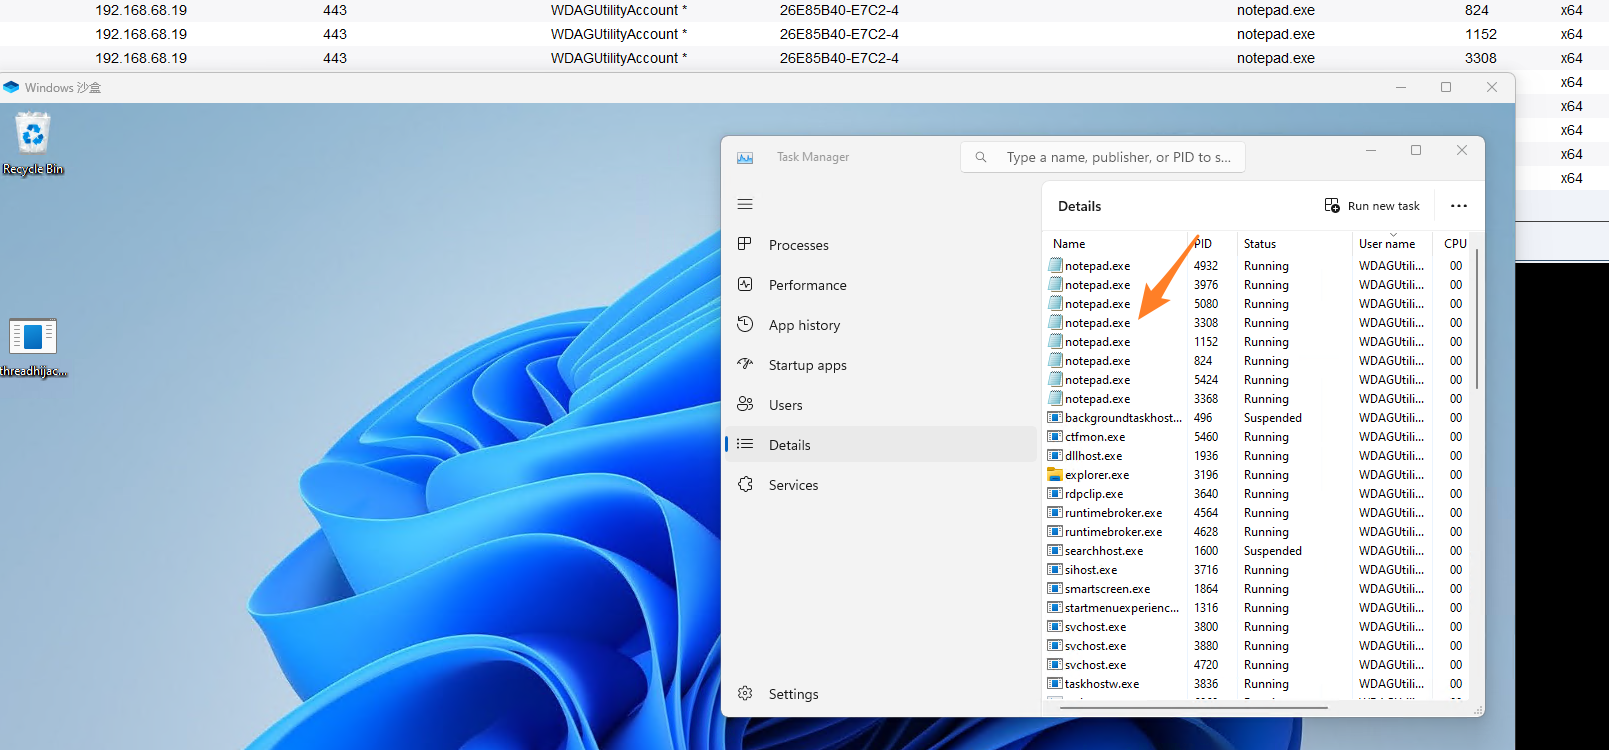 192.168.68.19 443 WDAGUtilityAccount * 26E85B40-E7C2-4 notepad.exe 824 x64
192.168.68.19 443 WDAGUtilityAccount * 26E85B40-E7C2-4 notepad.exe 1152 x64
192.168.68.19 443 WDAGUtilityAccount * 26E85B40-E7C2-4 notepad.exe 3308 x64
x64
x64
x64
x64
x64
Windows 沙盒
Recycle Bin
threadhijac...
Task Manager
Type a name, publisher, or PID to s...
Processes
Performance
App history
Startup apps
Users
Details
Services
Settings
Details
Run new task
Name PID Status User name CPU
notepad.exe 4932 Running WDAGUtili... 00
notepad.exe 3976 Running WDAGUtili... 00
notepad.exe 5080 Running WDAGUtili... 00
notepad.exe 3308 Running WDAGUtili... 00
notepad.exe 1152 Running WDAGUtili... 00
notepad.exe 824 Running WDAGUtili... 00
notepad.exe 5424 Running WDAGUtili... 00
notepad.exe 3368 Running WDAGUtili... 00
backgroundtaskhost... 496 Suspended WDAGUtili... 00
ctfmon.exe 5460 Running WDAGUtili... 00
dllhost.exe 1936 Running WDAGUtili... 00
explorer.exe 3196 Running WDAGUtili... 00
rdpclip.exe 3640 Running WDAGUtili... 00
runtimebroker.exe 4564 Running WDAGUtili... 00
runtimebroker.exe 4628 Running WDAGUtili... 00
searchhost.exe 1600 Suspended WDAGUtili... 00
sihost.exe 3716 Running WDAGUtili... 00
smartscreen.exe 1864 Running WDAGUtili... 00
startmenuexperienc... 1316 Running WDAGUtili... 00
svchost.exe 3800 Running WDAGUtili... 00
svchost.exe 3880 Running WDAGUtili... 00
svchost.exe 4720 Running WDAGUtili... 00
taskhostw.exe 3836 Running WDAGUtili... 00